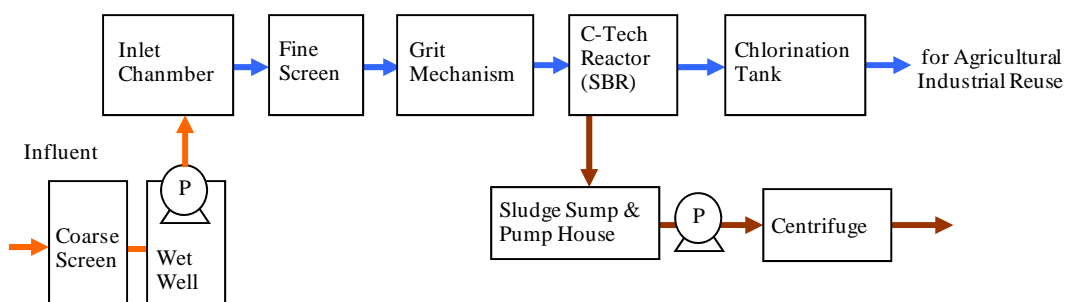 Inlet
Chanmber
Fine
Screen
Grit
Mechanism
C-Tech
Reactor
(SBR)
Chlorination
Tank
for Agricultural
Industrial Reuse
Influent
Coarse
Screen
P
Wet
Well
Sludge Sump &
Pump House
P
Centrifuge